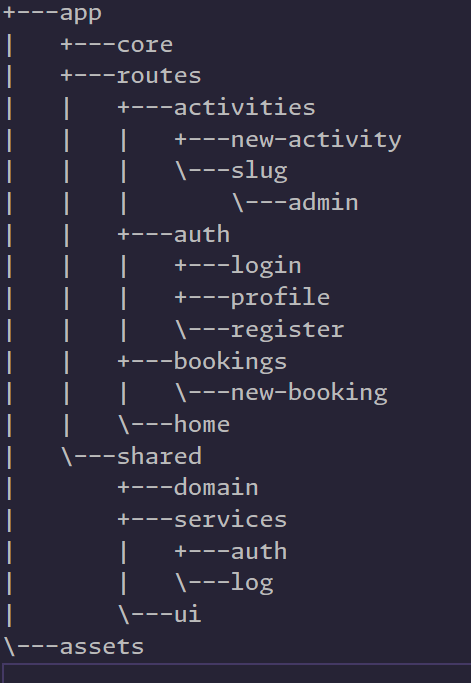 +---app
|   +---core
|   +---routes
|   |   +---activities
|   |   |   +---new-activity
|   |   |   \---slug
|   |   |       \---admin
|   |   +---auth
|   |   |   +---login
|   |   |   +---profile
|   |   |   \---register
|   |   +---bookings
|   |   |   \---new-booking
|   |   \---home
|   \---shared
|       +---domain
|       +---services
|       |   +---auth
|       |   \---log
|       \---ui
\---assets